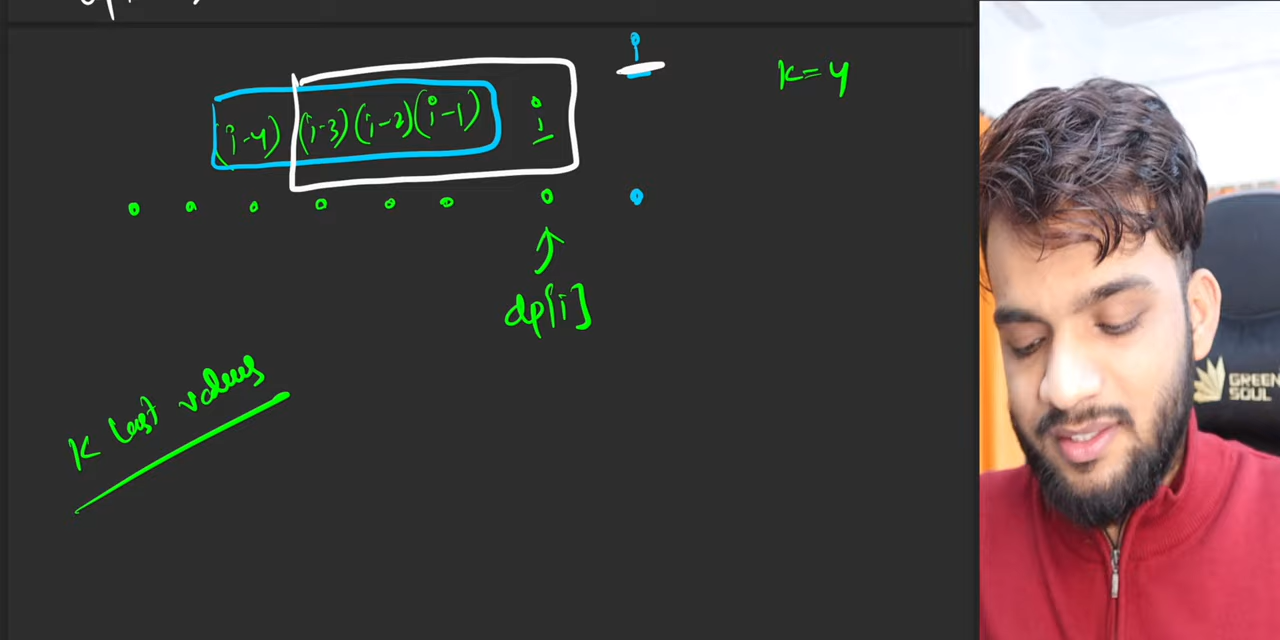 i
K=4
(i-4) (i-3)(i-2)(i-1) i
dp[i]
K last values
GREEN
SOUL